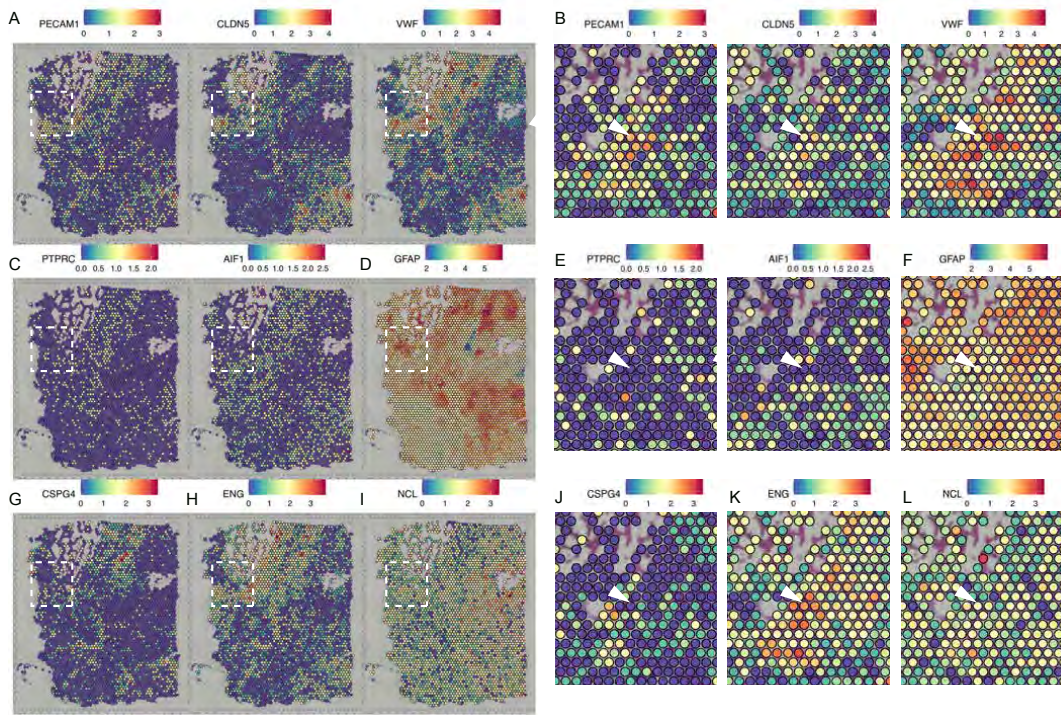 A PECAM1 0 1 2 3 CLDN5 0 1 2 3 4 VWF 0 1 2 3 4 B PECAM1 0 1 2 3 CLDN5 0 1 2 3 4 VWF 0 1 2 3 4
C PTPRC 0.0 0.5 1.0 1.5 2.0 AIF1 0.0 0.5 1.0 1.5 2.0 2.5 D GFAP 2 3 4 5 E PTPRC 0.0 0.5 1.0 1.5 2.0 AIF1 0.0 0.5 1.0 1.5 2.0 2.5 F GFAP 2 3 4 5
G CSPG4 0 1 2 3 H ENG 0 1 2 3 I NCL 0 1 2 3 J CSPG4 0 1 2 3 K ENG 0 1 2 3 L NCL 0 1 2 3